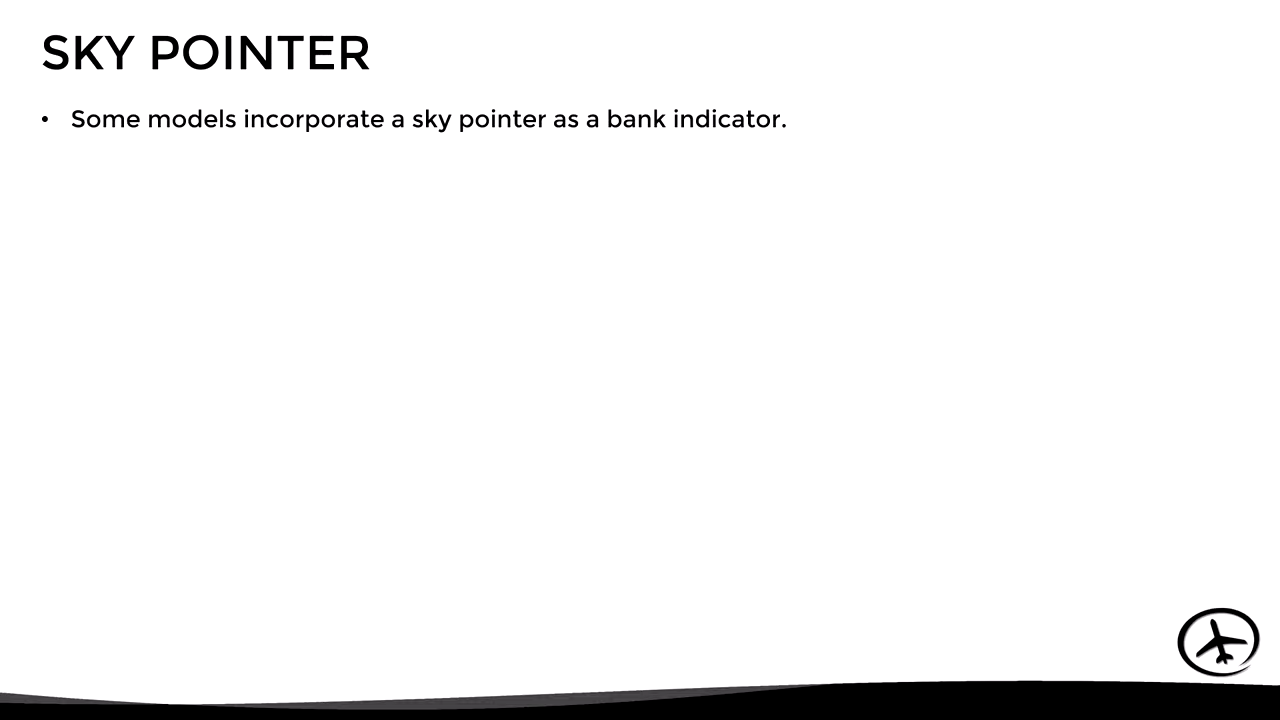 SKY POINTER
• Some models incorporate a sky pointer as a bank indicator.